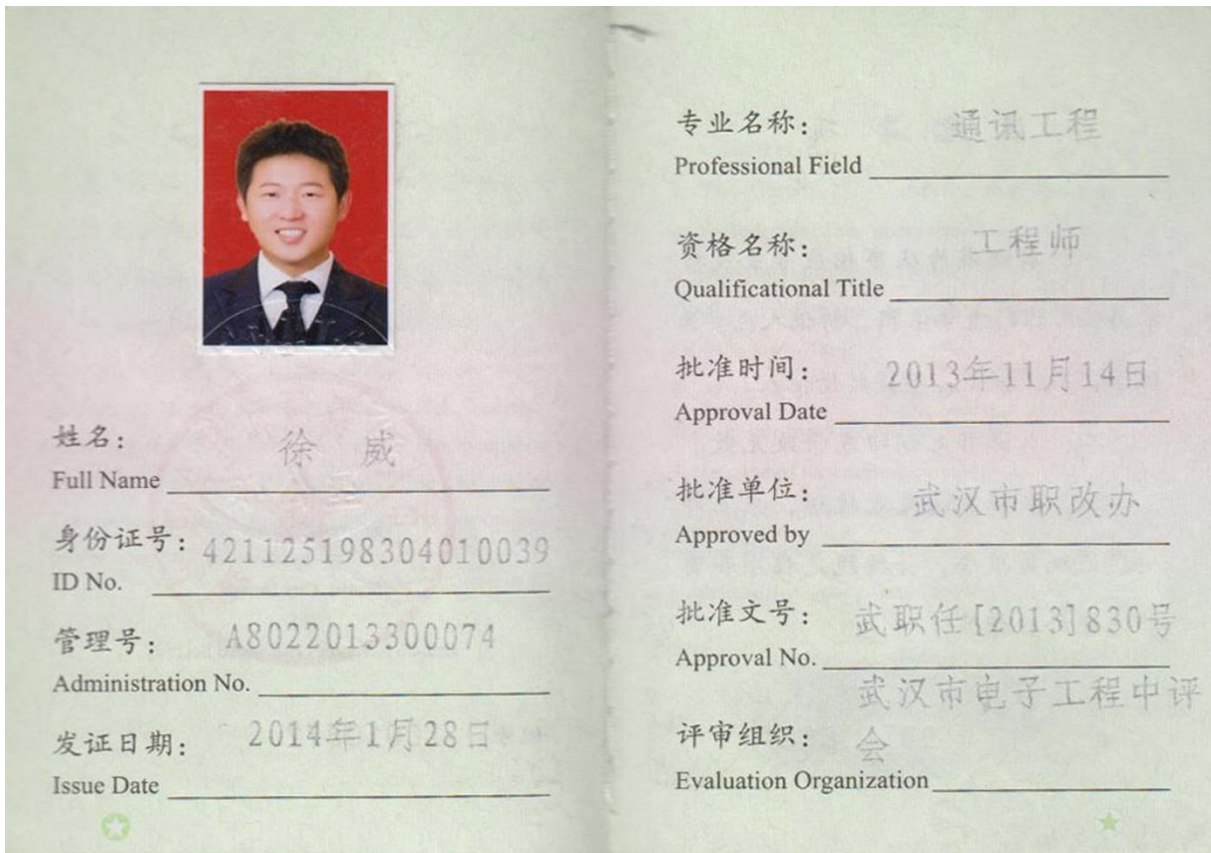 姓名： 徐 威
Full Name
身份证号： 421125198304010039
ID No.
管理号： A8022013300074
Administration No.
发证日期： 2014年1月28日
Issue Date
专业名称： 通讯工程
Professional Field
资格名称： 工程师
Qualificational Title
批准时间： 2013年11月14日
Approval Date
批准单位： 武汉市职改办
Approved by
批准文号： 武职任[2013]830号
Approval No.
武汉市电子工程中评
评审组织： 会
Evaluation Organization